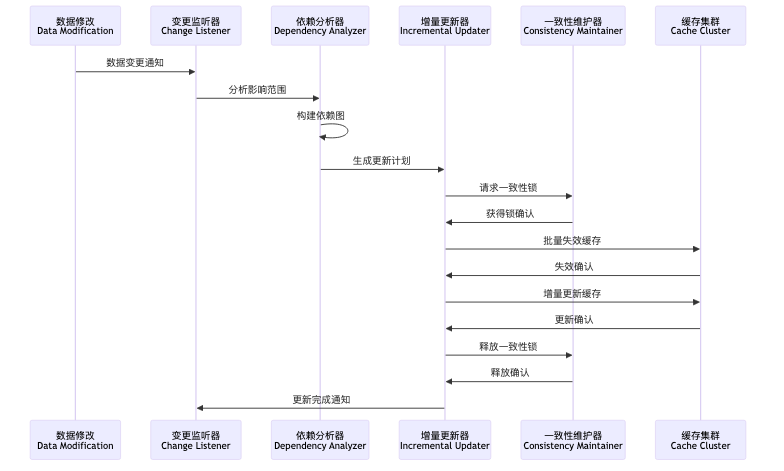 数据修改
Data Modification
变更监听器
Change Listener
依赖分析器
Dependency Analyzer
增量更新器
Incremental Updater
一致性维护器
Consistency Maintainer
缓存集群
Cache Cluster
数据变更通知
分析影响范围
构建依赖图
生成更新计划
请求一致性锁
获得锁确认
批量失效缓存
失效确认
增量更新缓存
更新确认
释放一致性锁
释放确认
更新完成通知
数据修改
Data Modification
变更监听器
Change Listener
依赖分析器
Dependency Analyzer
增量更新器
Incremental Updater
一致性维护器
Consistency Maintainer
缓存集群
Cache Cluster